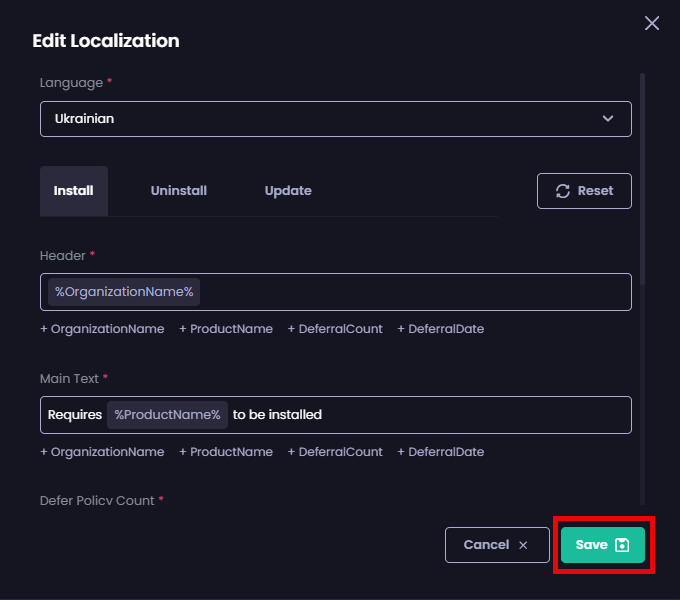 Edit Localization
Language *
Ukrainian
Install Uninstall Update Reset
Header *
%OrganizationName%
+ OrganizationName + ProductName + DeferralCount + DeferralDate
Main Text *
Requires %ProductName% to be installed
+ OrganizationName + ProductName + DeferralCount + DeferralDate
Defer Policy Count *
Cancel × Save